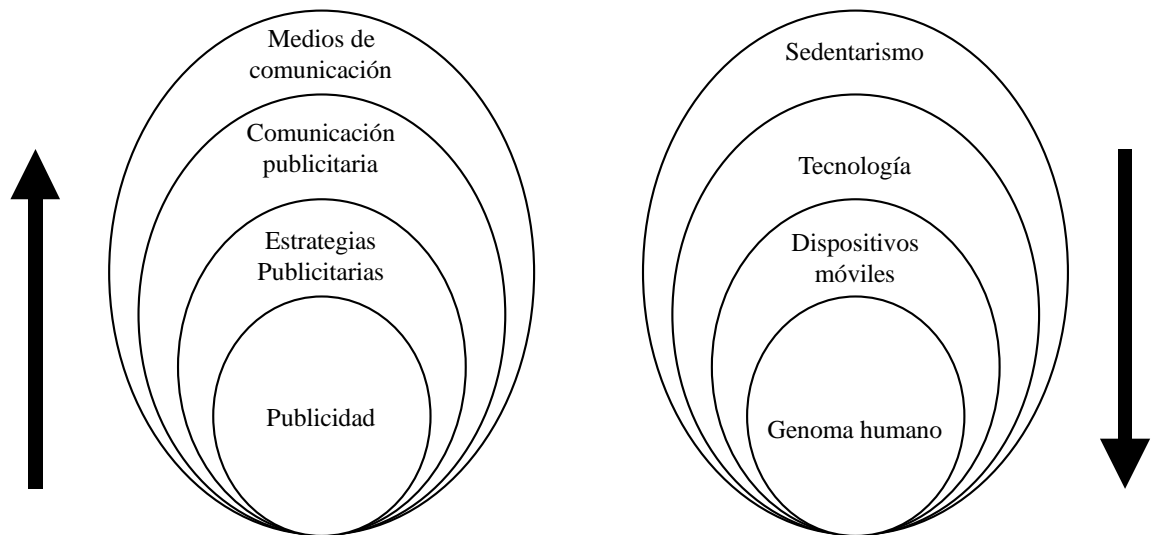 Medios de
comunicación
Comunicación
publicitaria
Estrategias
Publicitarias
Publicidad
Sedentarismo
Tecnología
Dispositivos
móviles
Genoma humano